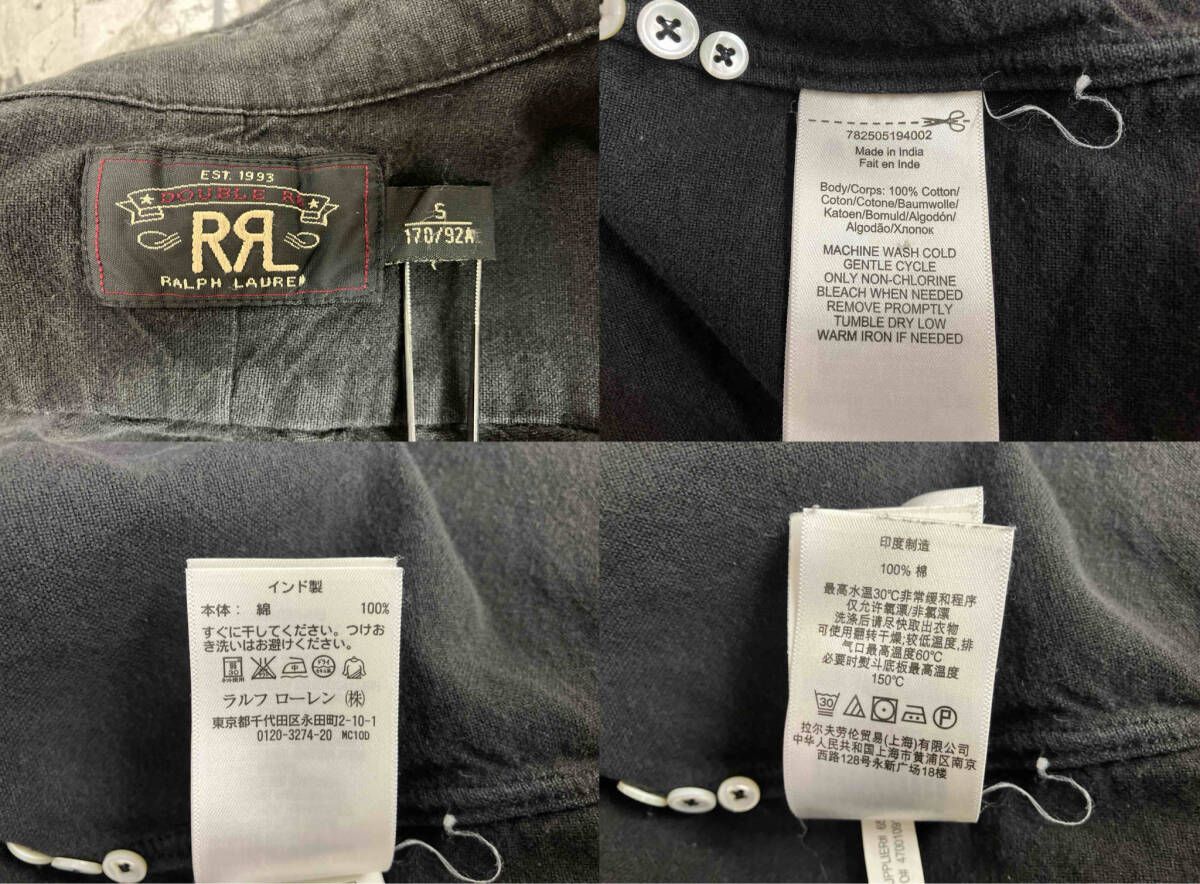 EST. 1993
DOUBLE RL
RRL
RALPH LAUREN
S
170/92A
782505194002
Made in India
Fait en Inde
Body/Corps: 100% Cotton/
Coton/Cotone/Baumwolle/
Katoen/Bomuld/Algodón/
Algodão/Хлопок
MACHINE WASH COLD
GENTLE CYCLE
ONLY NON-CHLORINE
BLEACH WHEN NEEDED
REMOVE PROMPTLY
TUMBLE DRY LOW
WARM IRON IF NEEDED
インド製
本体： 綿 100%
すぐに干してください。つけお
き洗いはお避けください。
中
ドライ
ネット使用
ラルフ ローレン ㈱
東京都千代田区永田町2-10-1
0120-3274-20 MC10D
印度制造
100% 棉
最高水温30℃非常缓和程序
仅允许氧漂/非氯漂
洗涤后请尽快取出衣物
可使用翻转干燥;较低温度,排
气口最高温度60℃
必要时熨斗底板最高温度
150℃
30
P
拉尔夫劳伦贸易(上海)有限公司
中华人民共和国上海市黄浦区南京
西路128号永新广场18楼